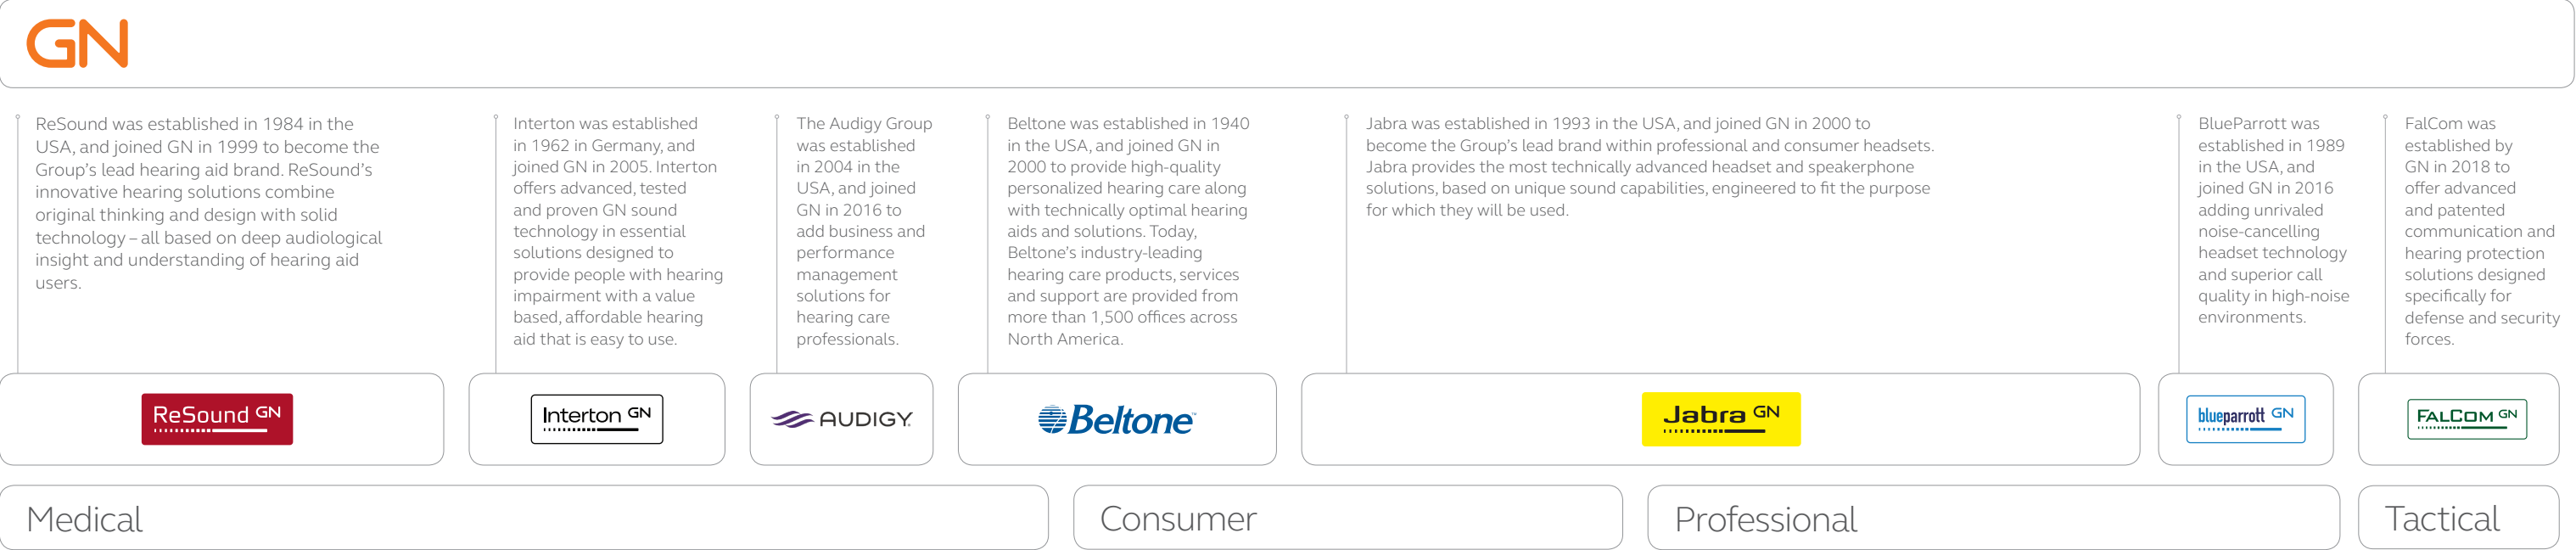 GN
ReSound was established in 1984 in the
USA, and joined GN in 1999 to become the
Group's lead hearing aid brand. ReSound's
innovative hearing solutions combine
original thinking and design with solid
technology – all based on deep audiological
insight and understanding of hearing aid
users.
Interton was established
in 1962 in Germany, and
joined GN in 2005. Interton
offers advanced, tested
and proven GN sound
technology in essential
solutions designed to
provide people with hearing
impairment with a value
based, affordable hearing
aid that is easy to use.
The Audigy Group
was established
in 2004 in the
USA, and joined
GN in 2016 to
add business and
performance
management
solutions for
hearing care
professionals.
Beltone was established in 1940
in the USA, and joined GN in
2000 to provide high-quality
personalized hearing care along
with technically optimal hearing
aids and solutions. Today,
Beltone's industry-leading
hearing care products, services
and support are provided from
more than 1,500 offices across
North America.
Jabra was established in 1993 in the USA, and joined GN in 2000 to
become the Group's lead brand within professional and consumer headsets.
Jabra provides the most technically advanced headset and speakerphone
solutions, based on unique sound capabilities, engineered to fit the purpose
for which they will be used.
BlueParrott was
established in 1989
in the USA, and
joined GN in 2016
adding unrivaled
noise-cancelling
headset technology
and superior call
quality in high-noise
environments.
FalCom was
established by
GN in 2018 to
offer advanced
and patented
communication and
hearing protection
solutions designed
specifically for
defense and security
forces.
ReSound GN
Interton GN
AUDIGY
Beltone™
Jabra GN
blueparrott GN
FALCOM GN
Medical
Consumer
Professional
Tactical